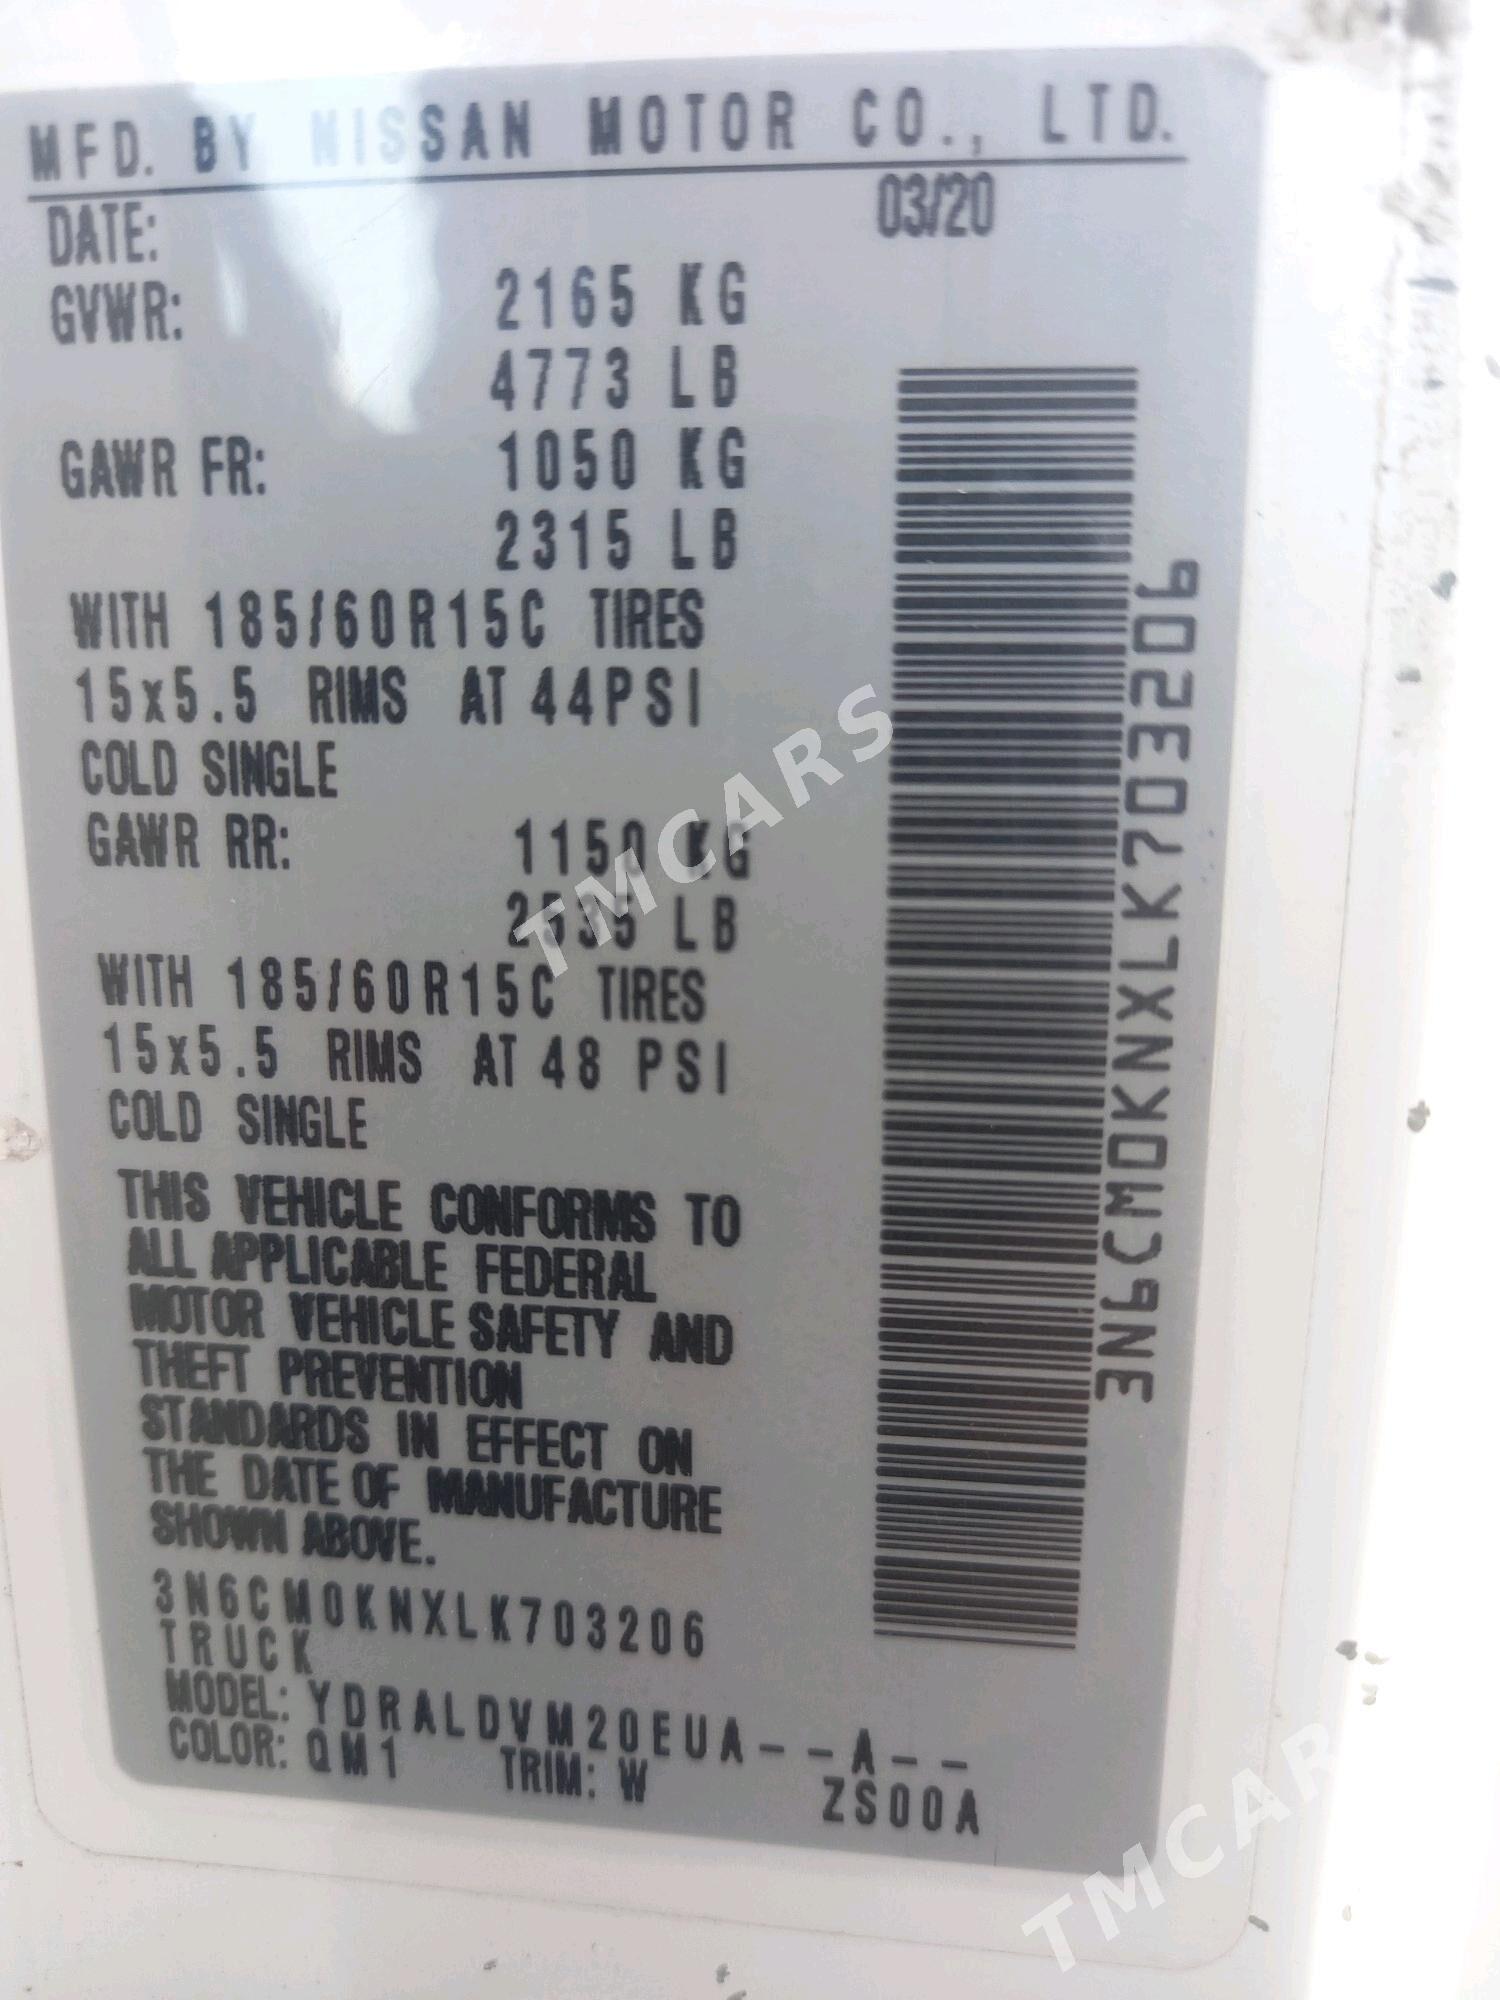 MFD. BY NISSAN MOTOR CO., LTD.
DATE: 03/20
GVWR: 2165 KG
4773 LB
GAWR FR: 1050 KG
2315 LB
WITH 185/60R15C TIRES
15x5.5 RIMS AT 44PSI
COLD SINGLE
GAWR RR: 1150 KG
2535 LB
WITH 185/60R15C TIRES
15x5.5 RIMS AT 48 PSI
COLD SINGLE
THIS VEHICLE CONFORMS TO
ALL APPLICABLE FEDERAL
MOTOR VEHICLE SAFETY AND
THEFT PREVENTION
STANDARDS IN EFFECT ON
THE DATE OF MANUFACTURE
SHOWN ABOVE.
3N6CM0KNXLK703206
TRUCK
MODEL: YDRALDVM20EUA--A--
COLOR: QM1 TRIM: W ZS00A
3N6CM0KNXLK703206
TMCARS
TMCARS